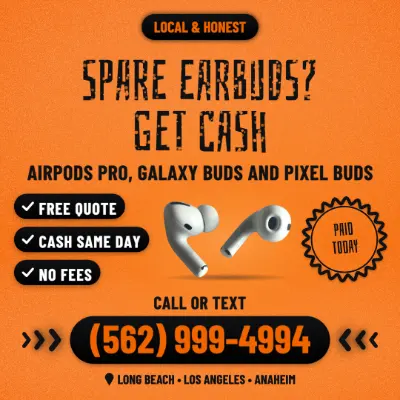 LOCAL & HONEST
SPARE EARBUDS?
GET CASH
AIRPODS PRO, GALAXY BUDS AND PIXEL BUDS
FREE QUOTE
CASH SAME DAY
NO FEES
PAID
TODAY
CALL OR TEXT
(562) 999-4994
LONG BEACH • LOS ANGELES • ANAHEIM